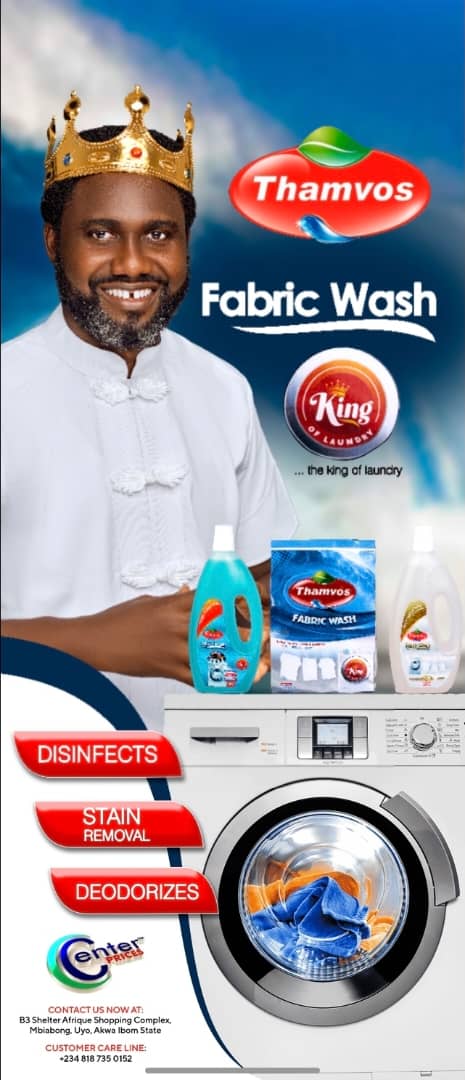 Thamvos
Fabric Wash
King
OF LAUNDRY
... the king of laundry
Thamvos
FABRIC WASH
King
DISINFECTS
STAIN
REMOVAL
DEODORIZES
Center
PRICES
CONTACT US NOW AT:
B3 Shelter Afrique Shopping Complex,
Mbiabong, Uyo, Akwa Ibom State
CUSTOMER CARE LINE:
+234 818 735 0152